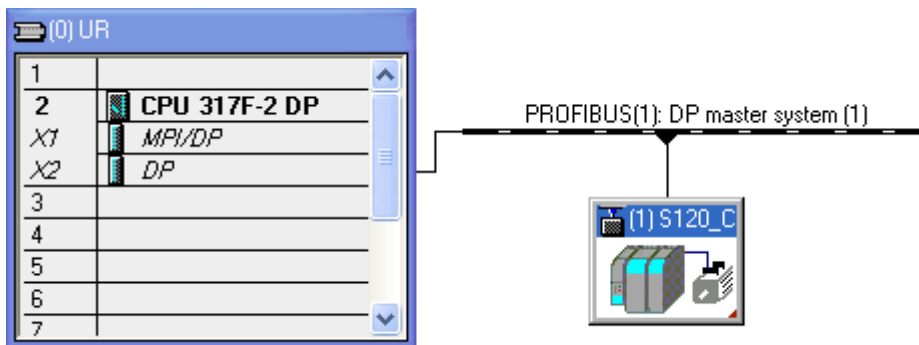 (0) UR
1
2 CPU 317F-2 DP
X1 MPI/DP
X2 DP
3
4
5
6
7
PROFIBUS(1): DP master system (1)
(1) S120_C